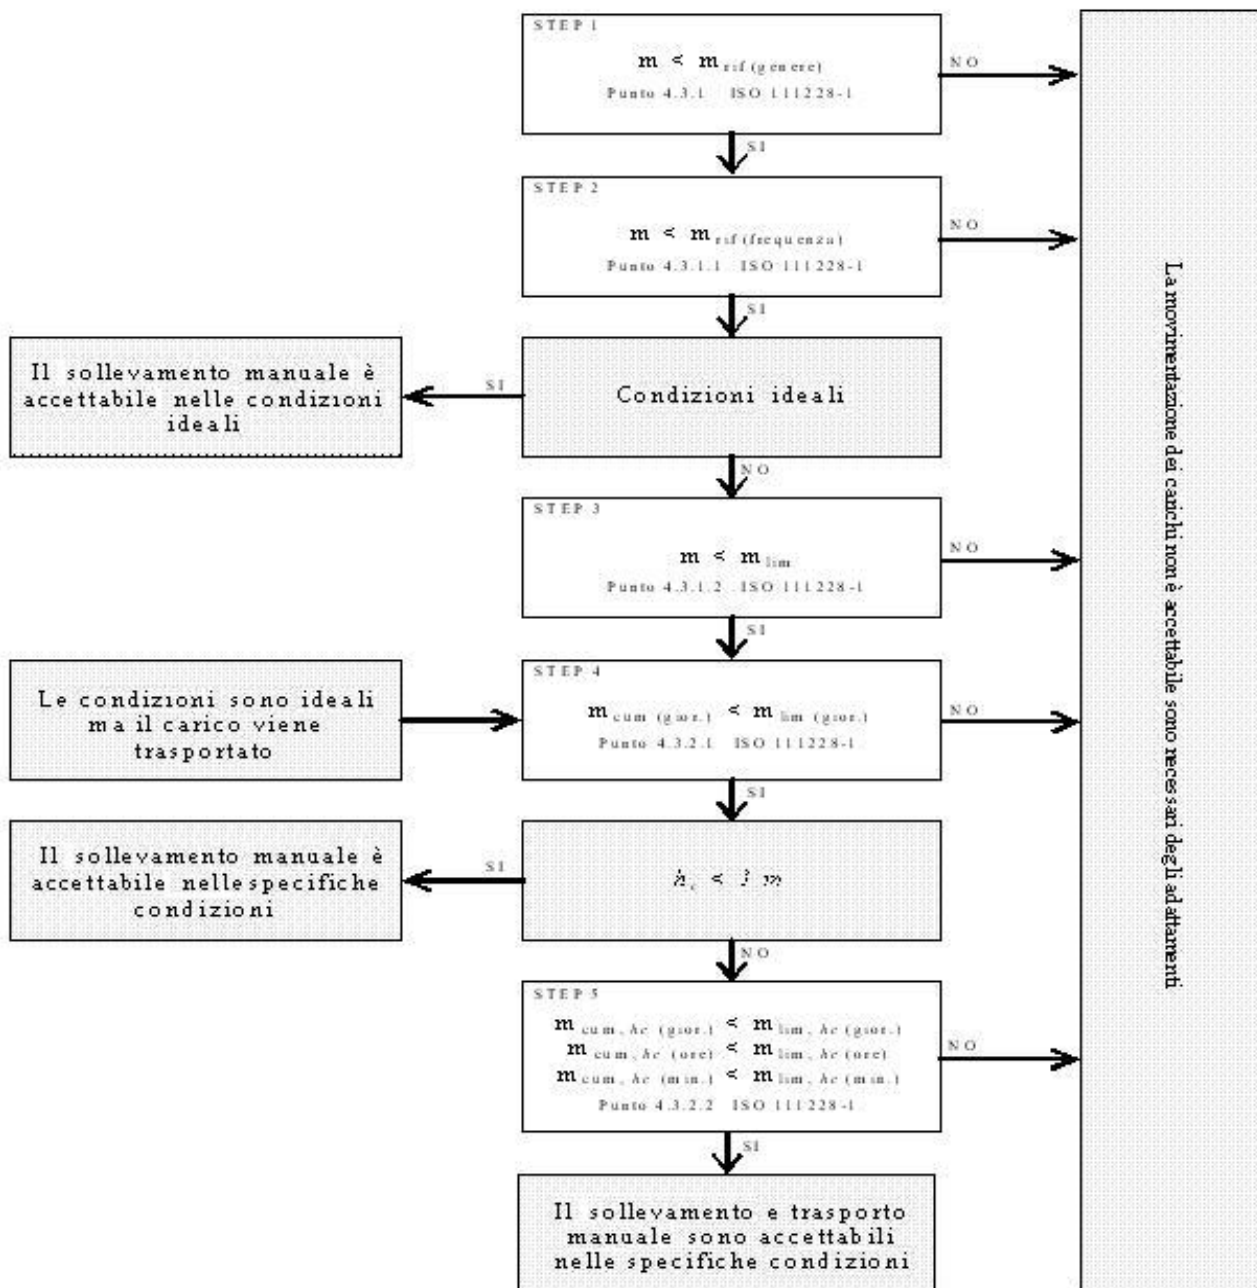 STEP 1
m < m rif (genere)
Punto 4.3.1 ISO 111228-1
NO
SI
STEP 2
m < m rif (frequenza)
Punto 4.3.1.1 ISO 111228-1
NO
SI
Il sollevamento manuale è
accettabile nelle condizioni
ideali
SI
Condizioni ideali
NO
STEP 3
m < m lim
Punto 4.3.1.2 ISO 111228-1
NO
SI
Le condizioni sono ideali
ma il carico viene
trasportato
STEP 4
m cum (gior.) < m lim (gior.)
Punto 4.3.2.1 ISO 111228-1
NO
SI
Il sollevamento manuale è
accettabile nelle specifiche
condizioni
SI
h c < 1 m
NO
STEP 5
m cum, hc (gior.) < m lim, hc (gior.)
m cum, hc (ore) < m lim, hc (ore)
m cum, hc (min.) < m lim, hc (min.)
Punto 4.3.2.2 ISO 111228-1
NO
SI
Il sollevamento e trasporto
manuale sono accettabili
nelle specifiche condizioni
La movimentazione dei carichi non è accettabile sono necessari degli adattamenti